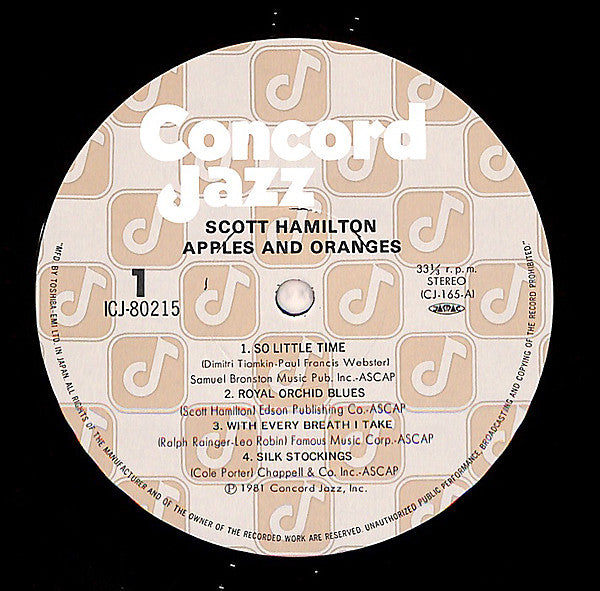 Concord
Jazz
SCOTT HAMILTON
APPLES AND ORANGES
1
ICJ-80215
33⅓ r.p.m.
STEREO
(CJ-165-A)
JASRAC
1. SO LITTLE TIME
(Dimitri Tiomkin-Paul Francis Webster)
Samuel Bronston Music Pub. Inc.-ASCAP
2. ROYAL ORCHID BLUES
(Scott Hamilton) Edson Publishing Co.-ASCAP
3. WITH EVERY BREATH I TAKE
(Ralph Rainger-Leo Robin) Famous Music Corp.-ASCAP
4. SILK STOCKINGS
(Cole Porter) Chappell & Co. Inc.-ASCAP
Ⓟ 1981 Concord Jazz, Inc.
"MFD BY TOSHIBA-EMI LTD. IN JAPAN. ALL RIGHTS OF THE MANUFACTURER AND OF THE OWNER OF THE RECORDED WORK ARE RESERVED. UNAUTHORIZED PUBLIC PERFORMANCE, BROADCASTING AND COPYING OF THE RECORD PROHIBITED."